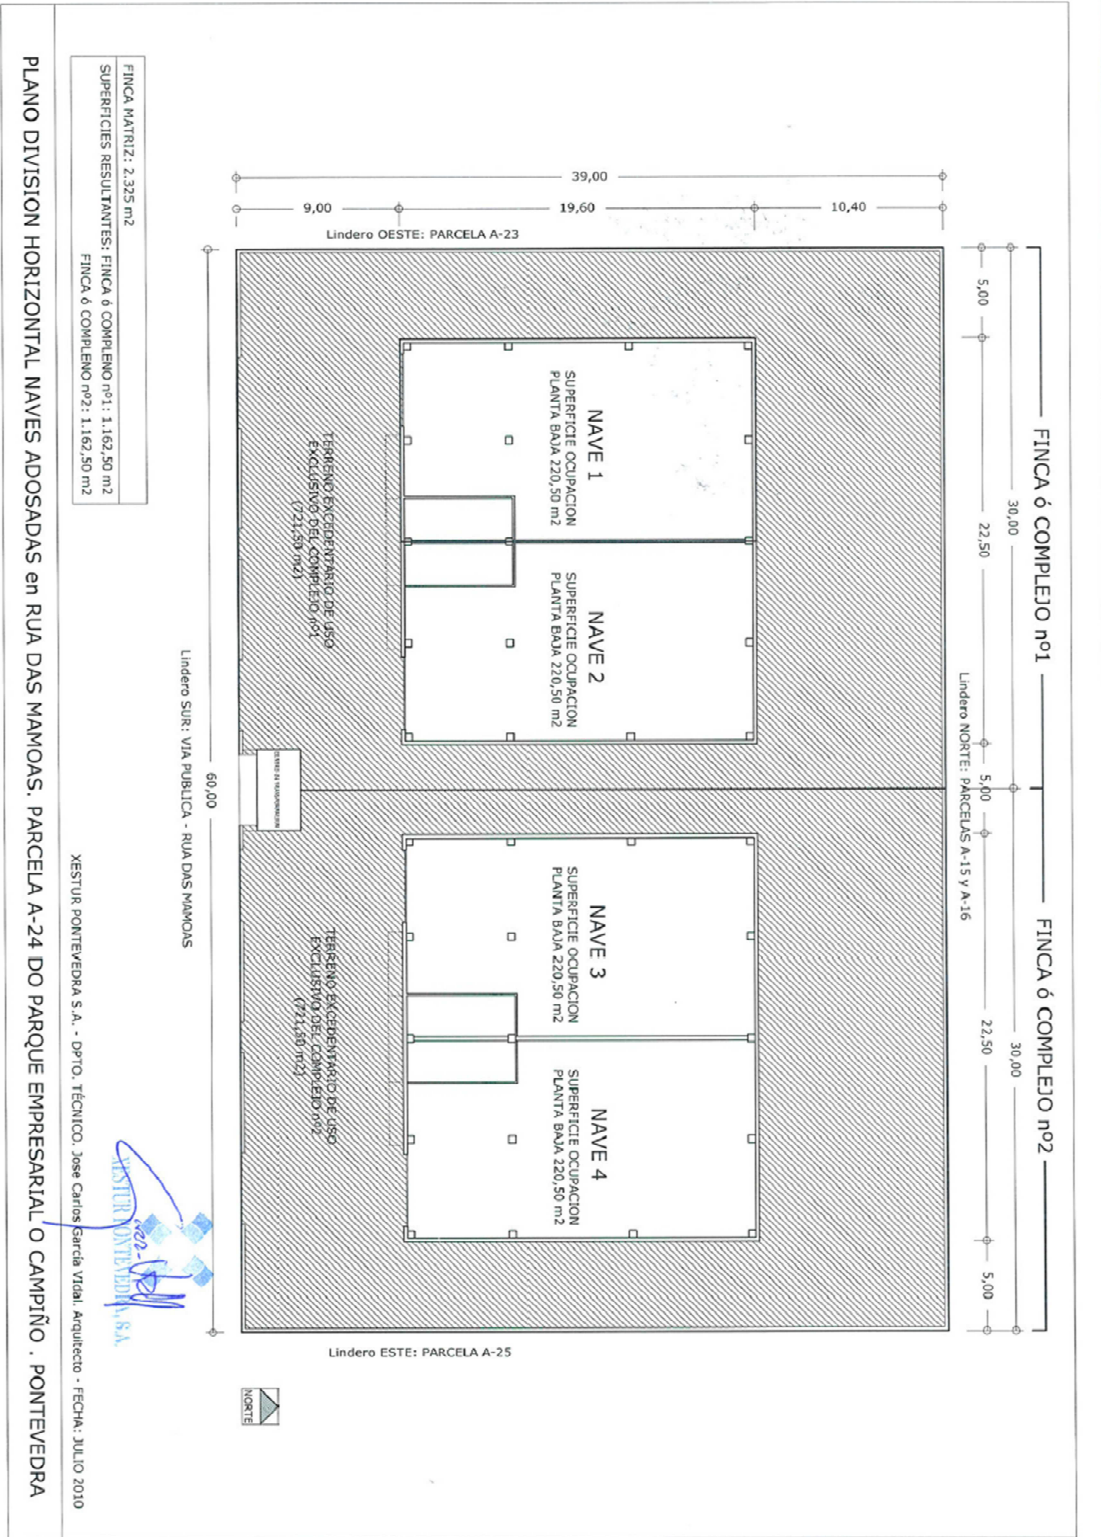 FINCA ó COMPLEJO nº1
FINCA ó COMPLEJO nº2
30,00
30,00
5,00
22,50
5,00
22,50
5,00
Lindero NORTE: PARCELAS A-15 y A-16
39,00
10,40
19,60
9,00
Lindero OESTE: PARCELA A-23
NAVE 1
SUPERFICIE OCUPACION
PLANTA BAJA 220,50 m2
NAVE 2
SUPERFICIE OCUPACION
PLANTA BAJA 220,50 m2
NAVE 3
SUPERFICIE OCUPACION
PLANTA BAJA 220,50 m2
NAVE 4
SUPERFICIE OCUPACION
PLANTA BAJA 220,50 m2
TERRENO EXCEDENTARIO DE USO
EXCLUSIVO DEL COMPLEJO nº1
(721,50 m2)
TERRENO EXCEDENTARIO DE USO
EXCLUSIVO DEL COMPLEJO nº2
(721,50 m2)
Lindero ESTE: PARCELA A-25
60,00
Lindero SUR: VIA PUBLICA - RUA DAS MAMOAS
NORTE
FINCA MATRIZ: 2.325 m2
SUPERFICIES RESULTANTES: FINCA ó COMPLENO nº1: 1.162,50 m2
FINCA ó COMPLENO nº2: 1.162,50 m2
XESTUR PONTEVEDRA, S.A.
XESTUR PONTEVEDRA S.A. - DPTO. TÉCNICO. Jose Carlos García Vidal. Arquitecto - FECHA: JULIO 2010
PLANO DIVISION HORIZONTAL NAVES ADOSADAS en RUA DAS MAMOAS. PARCELA A-24 DO PARQUE EMPRESARIAL O CAMPIÑO . PONTEVEDRA